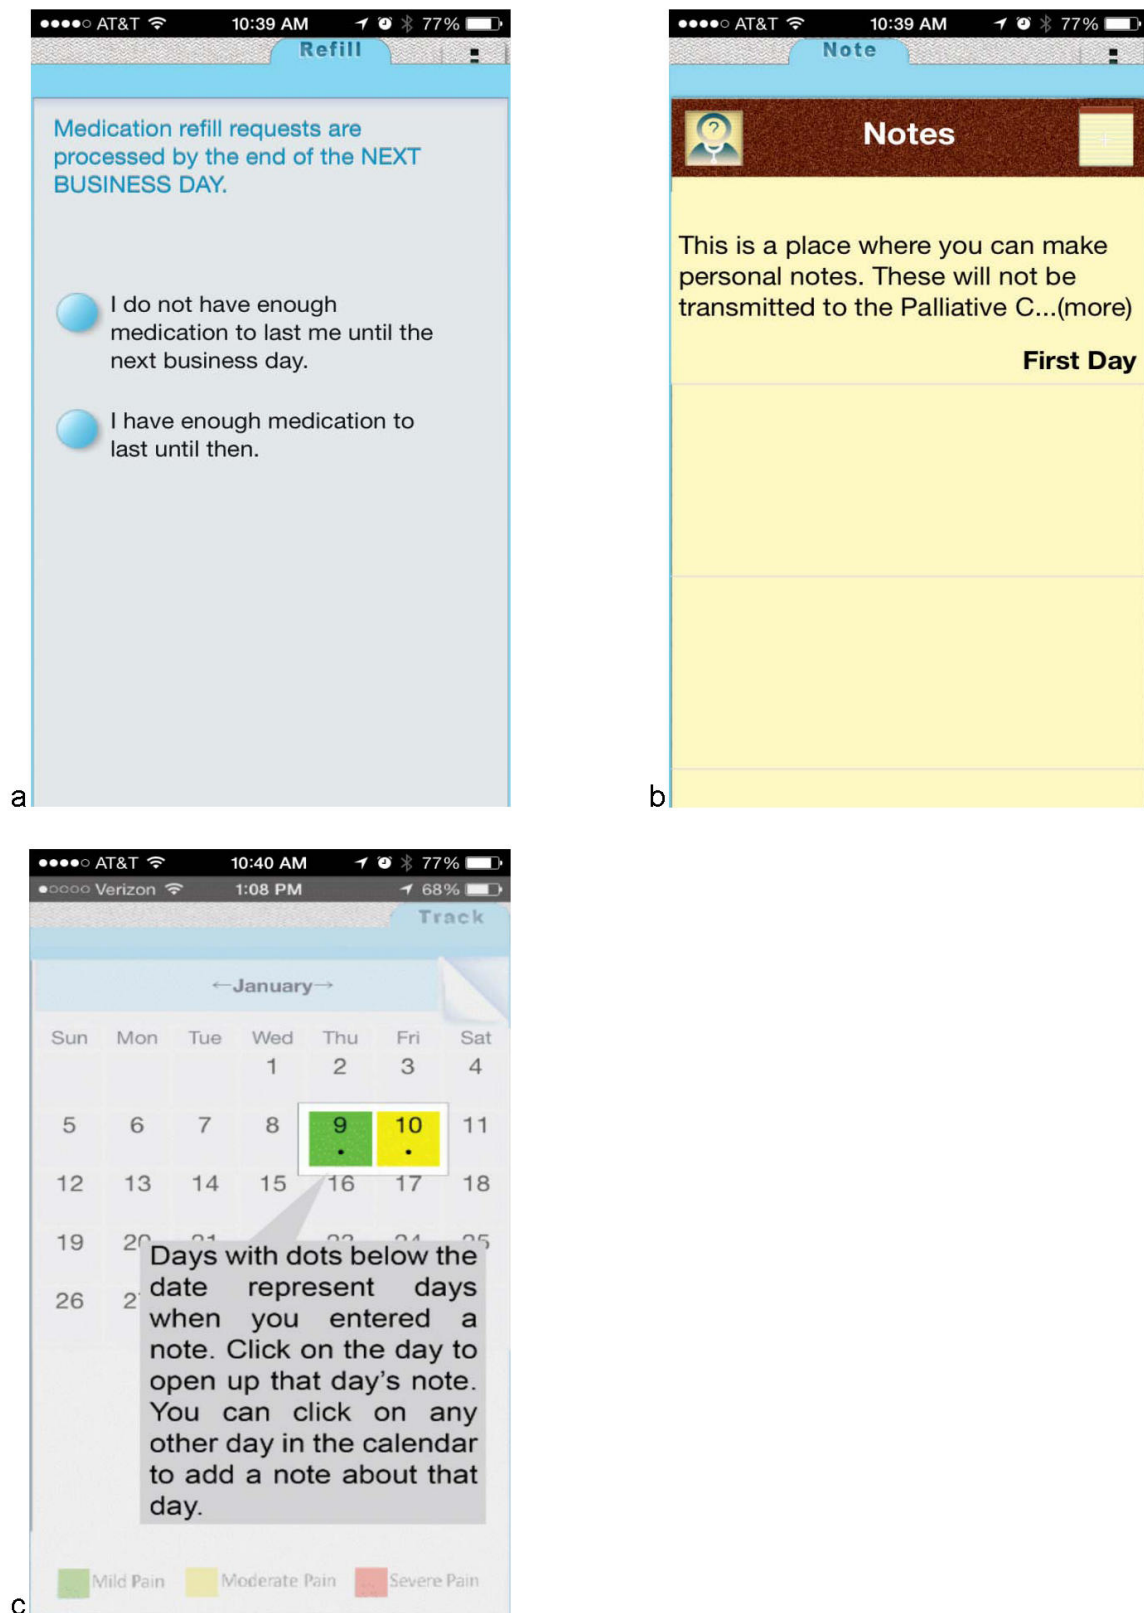 ●●●●○ AT&T 10:39 AM 77%
Refill
Medication refill requests are
processed by the end of the NEXT
BUSINESS DAY.
I do not have enough
medication to last me until the
next business day.
I have enough medication to
last until then.
a
●●●●○ AT&T 10:39 AM 77%
Note
Notes
This is a place where you can make
personal notes. These will not be
transmitted to the Palliative C...(more)
First Day
b
●●●●○ AT&T 10:40 AM 77%
●○○○○ Verizon 1:08 PM 68%
Track
←January→
Sun Mon Tue Wed Thu Fri Sat
1 2 3 4
5 6 7 8 9 10 11
12 13 14 15 16 17 18
19
26
Days with dots below the
date represent days
when you entered a
note. Click on the day to
open up that day's note.
You can click on any
other day in the calendar
to add a note about that
day.
Mild Pain Moderate Pain Severe Pain
c